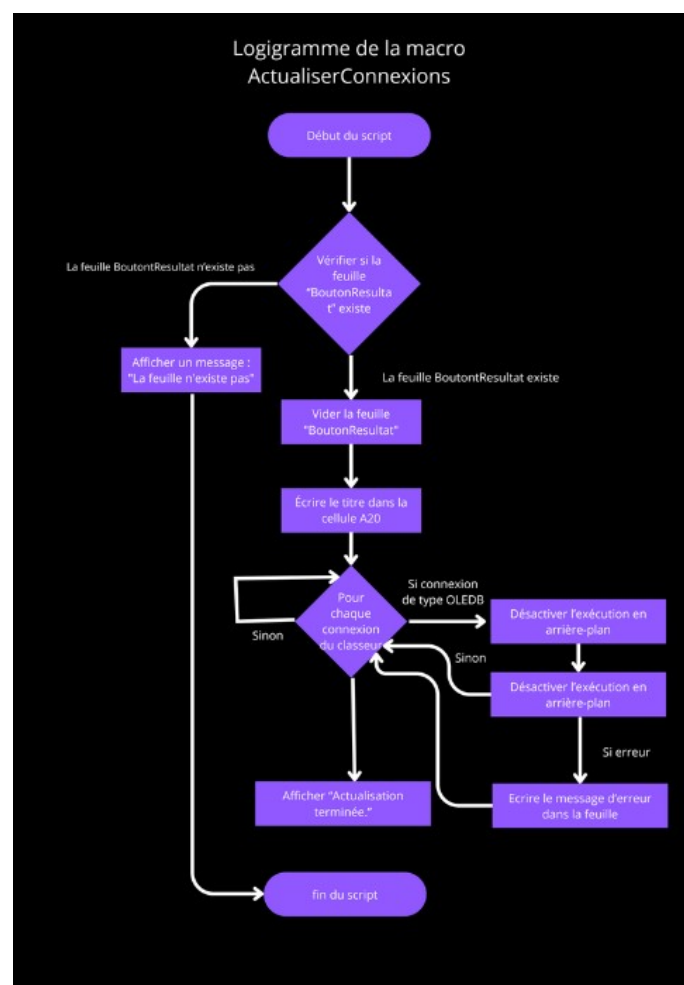 Logigramme de la macro
ActualiserConnexions
Début du script
Vérifier si la
feuille
"BoutonResulta
t" existe
La feuille BoutontResultat n'existe pas
Afficher un message :
"La feuille n'existe pas"
La feuille BoutontResultat existe
Vider la feuille
"BoutonResultat"
Écrire le titre dans la
cellule A20
Pour
chaque
connexion
du classeur
Sinon
Si connexion
de type OLEDB
Désactiver l'exécution en
arrière-plan
Sinon
Désactiver l'exécution en
arrière-plan
Si erreur
Ecrire le message d'erreur
dans la feuille
Afficher "Actualisation
terminée."
fin du script